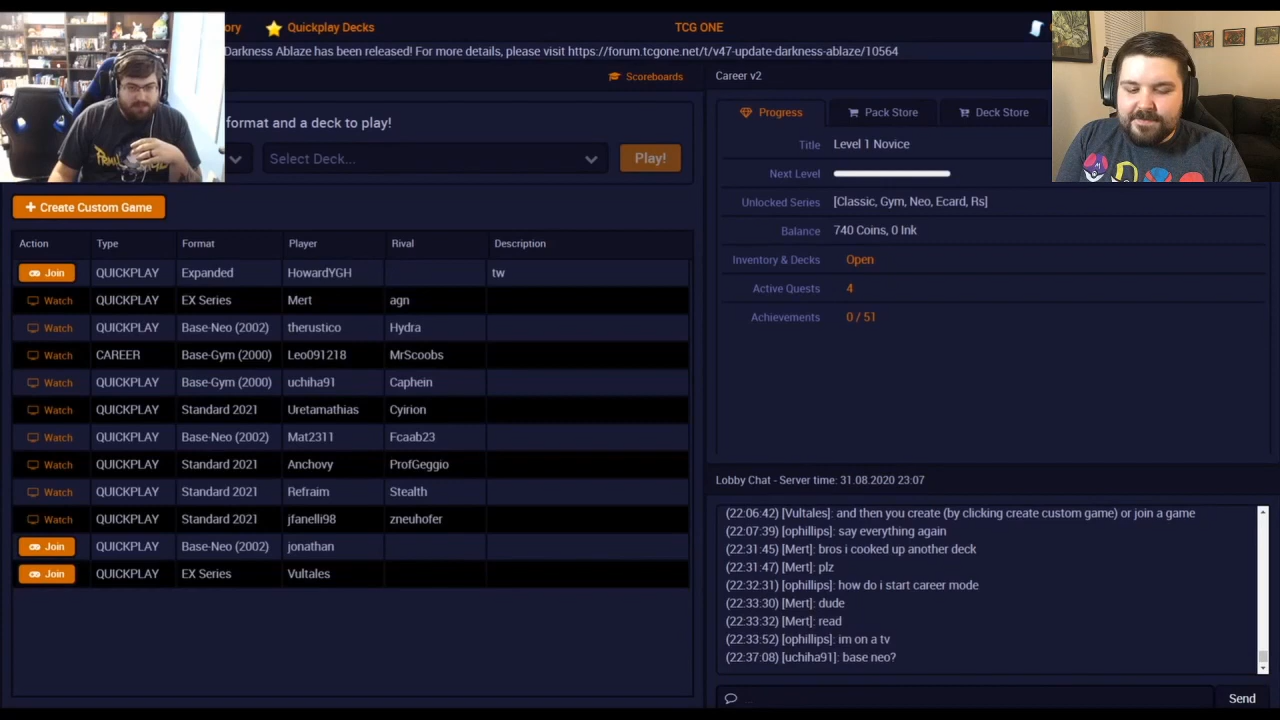 ory
Quickplay Decks
TCG ONE
Darkness Ablaze has been released! For more details, please visit https://forum.tcgone.net/t/v47-update-darkness-ablaze/10564
Scoreboards
Career v2
format and a deck to play!
Select Deck...
Play!
Progress
Pack Store
Deck Store
Title Level 1 Novice
Next Level
Unlocked Series [Classic, Gym, Neo, Ecard, Rs]
Balance 740 Coins, 0 Ink
Inventory & Decks Open
Active Quests 4
Achievements 0 / 51
+ Create Custom Game
Action Type Format Player Rival Description
Join QUICKPLAY Expanded HowardYGH tw
Watch QUICKPLAY EX Series Mert agn
Watch QUICKPLAY Base-Neo (2002) therustico Hydra
Watch CAREER Base-Gym (2000) Leo091218 MrScoobs
Watch QUICKPLAY Base-Gym (2000) uchiha91 Caphein
Watch QUICKPLAY Standard 2021 Uretamathias Cyirion
Watch QUICKPLAY Base-Neo (2002) Mat2311 Fcaab23
Watch QUICKPLAY Standard 2021 Anchovy ProfGeggio
Watch QUICKPLAY Standard 2021 Refraim Stealth
Watch QUICKPLAY Standard 2021 jfanelli98 zneuhofer
Join QUICKPLAY Base-Neo (2002) jonathan
Join QUICKPLAY EX Series Vultales
Lobby Chat - Server time: 31.08.2020 23:07
(22:06:42) [Vultales]: and then you create (by clicking create custom game) or join a game
(22:07:39) [ophillips]: say everything again
(22:31:45) [Mert]: bros i cooked up another deck
(22:31:47) [Mert]: plz
(22:32:31) [ophillips]: how do i start career mode
(22:33:30) [Mert]: dude
(22:33:32) [Mert]: read
(22:33:52) [ophillips]: im on a tv
(22:37:08) [uchiha91]: base neo?
...
Send